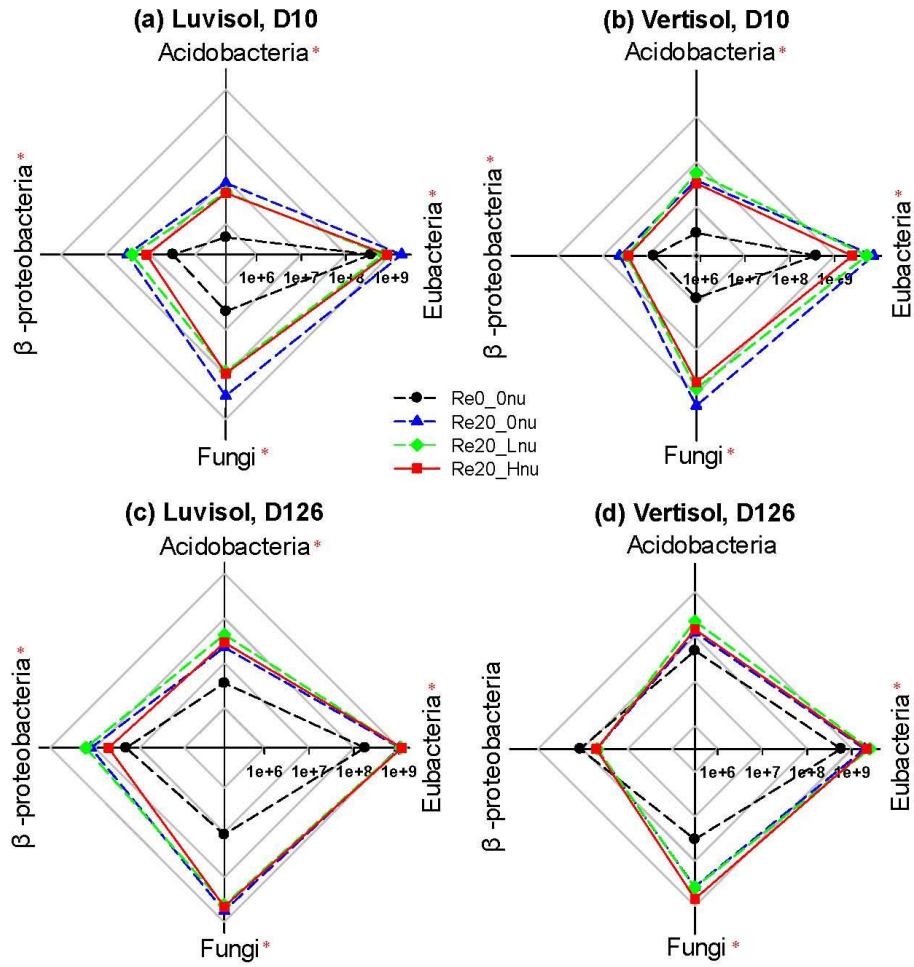 (a) Luvisol, D10
Acidobacteria*
β -proteobacteria*
Eubacteria*
1e+6 1e+7 1e+8 1e+9
Fungi*
(b) Vertisol, D10
Acidobacteria*
β -proteobacteria*
Eubacteria*
1e+6 1e+7 1e+8 1e+9
Fungi*
Re0_0nu
Re20_0nu
Re20_Lnu
Re20_Hnu
(c) Luvisol, D126
Acidobacteria*
β -proteobacteria*
Eubacteria*
1e+6 1e+7 1e+8 1e+9
Fungi*
(d) Vertisol, D126
Acidobacteria
β -proteobacteria
Eubacteria*
1e+6 1e+7 1e+8 1e+9
Fungi*